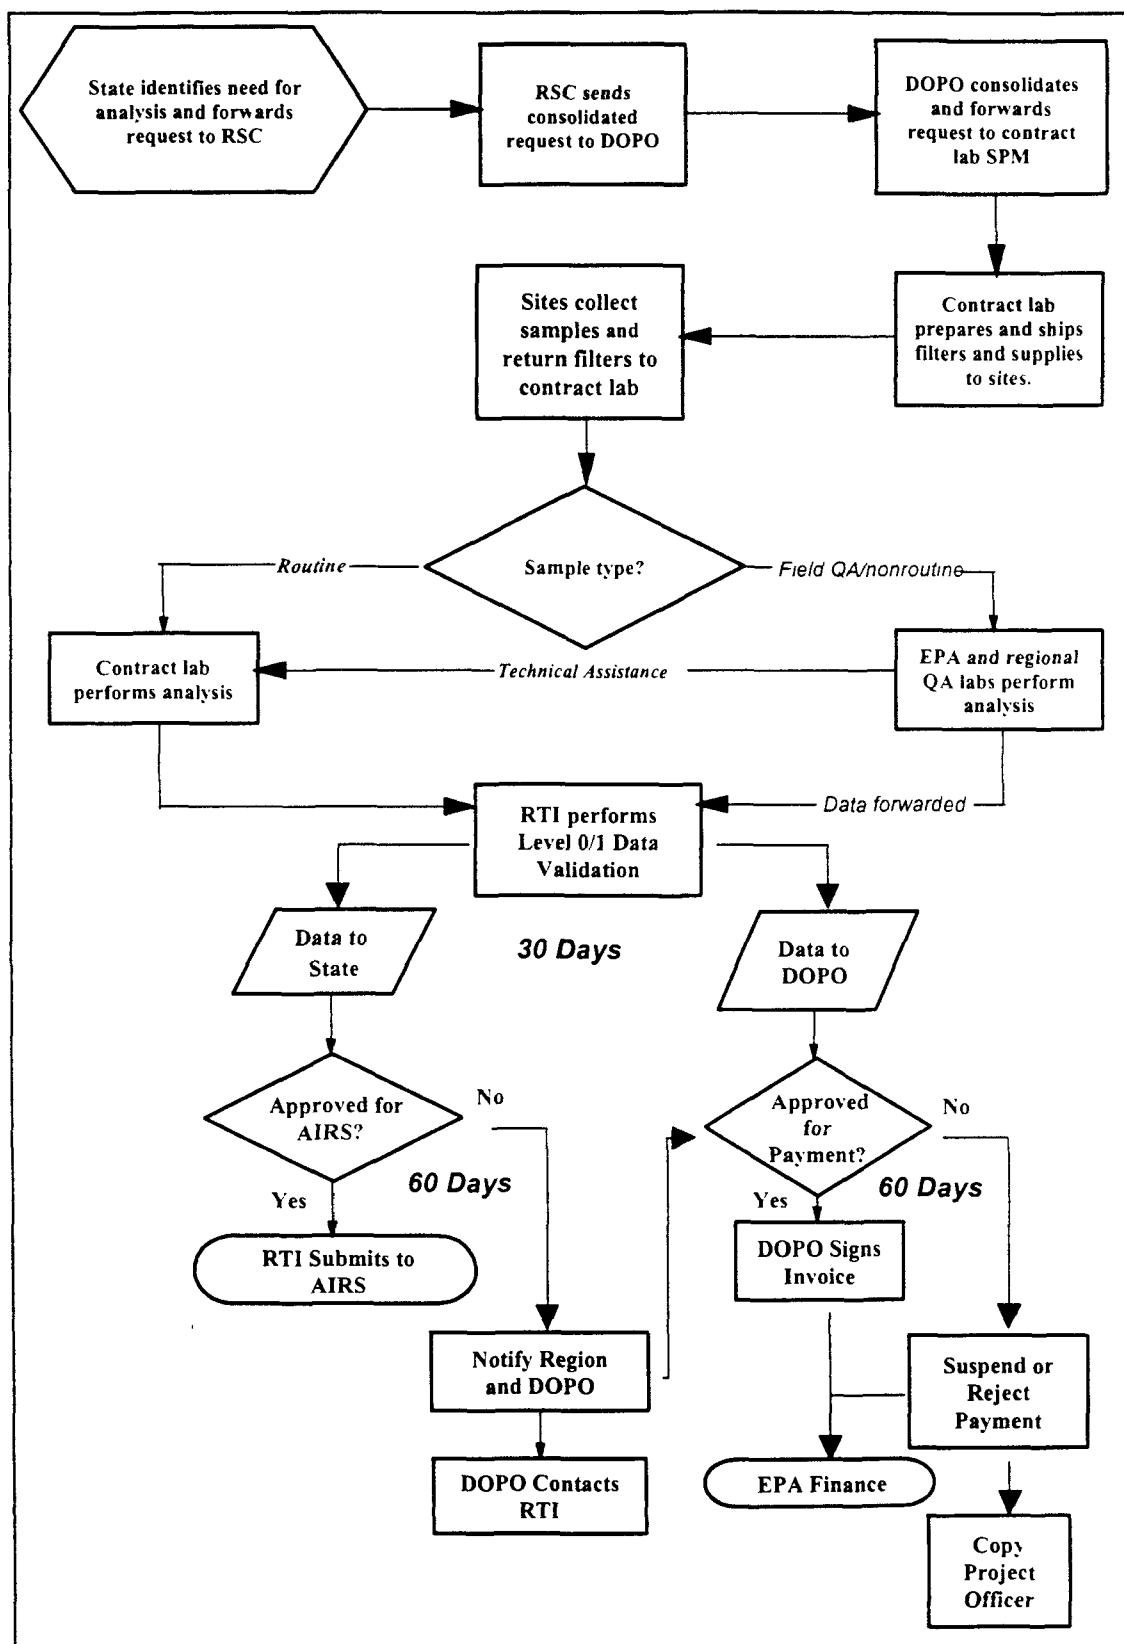 State identifies need for
analysis and forwards
request to RSC
RSC sends
consolidated
request to DOPO
DOPO consolidates
and forwards
request to contract
lab SPM
Sites collect
samples and
return filters to
contract lab
Contract lab
prepares and ships
filters and supplies
to sites.
Routine
Sample type?
Field QA/nonroutine
Contract lab
performs analysis
Technical Assistance
EPA and regional
QA labs perform
analysis
RTI performs
Level 0/1 Data
Validation
Data forwarded
Data to
State
30 Days
Data to
DOPO
Approved for
AIRS?
No
Approved
for
Payment?
No
Yes
60 Days
Yes
60 Days
RTI Submits to
AIRS
DOPO Signs
Invoice
Notify Region
and DOPO
Suspend or
Reject
Payment
DOPO Contacts
RTI
EPA Finance
Copy
Project
Officer